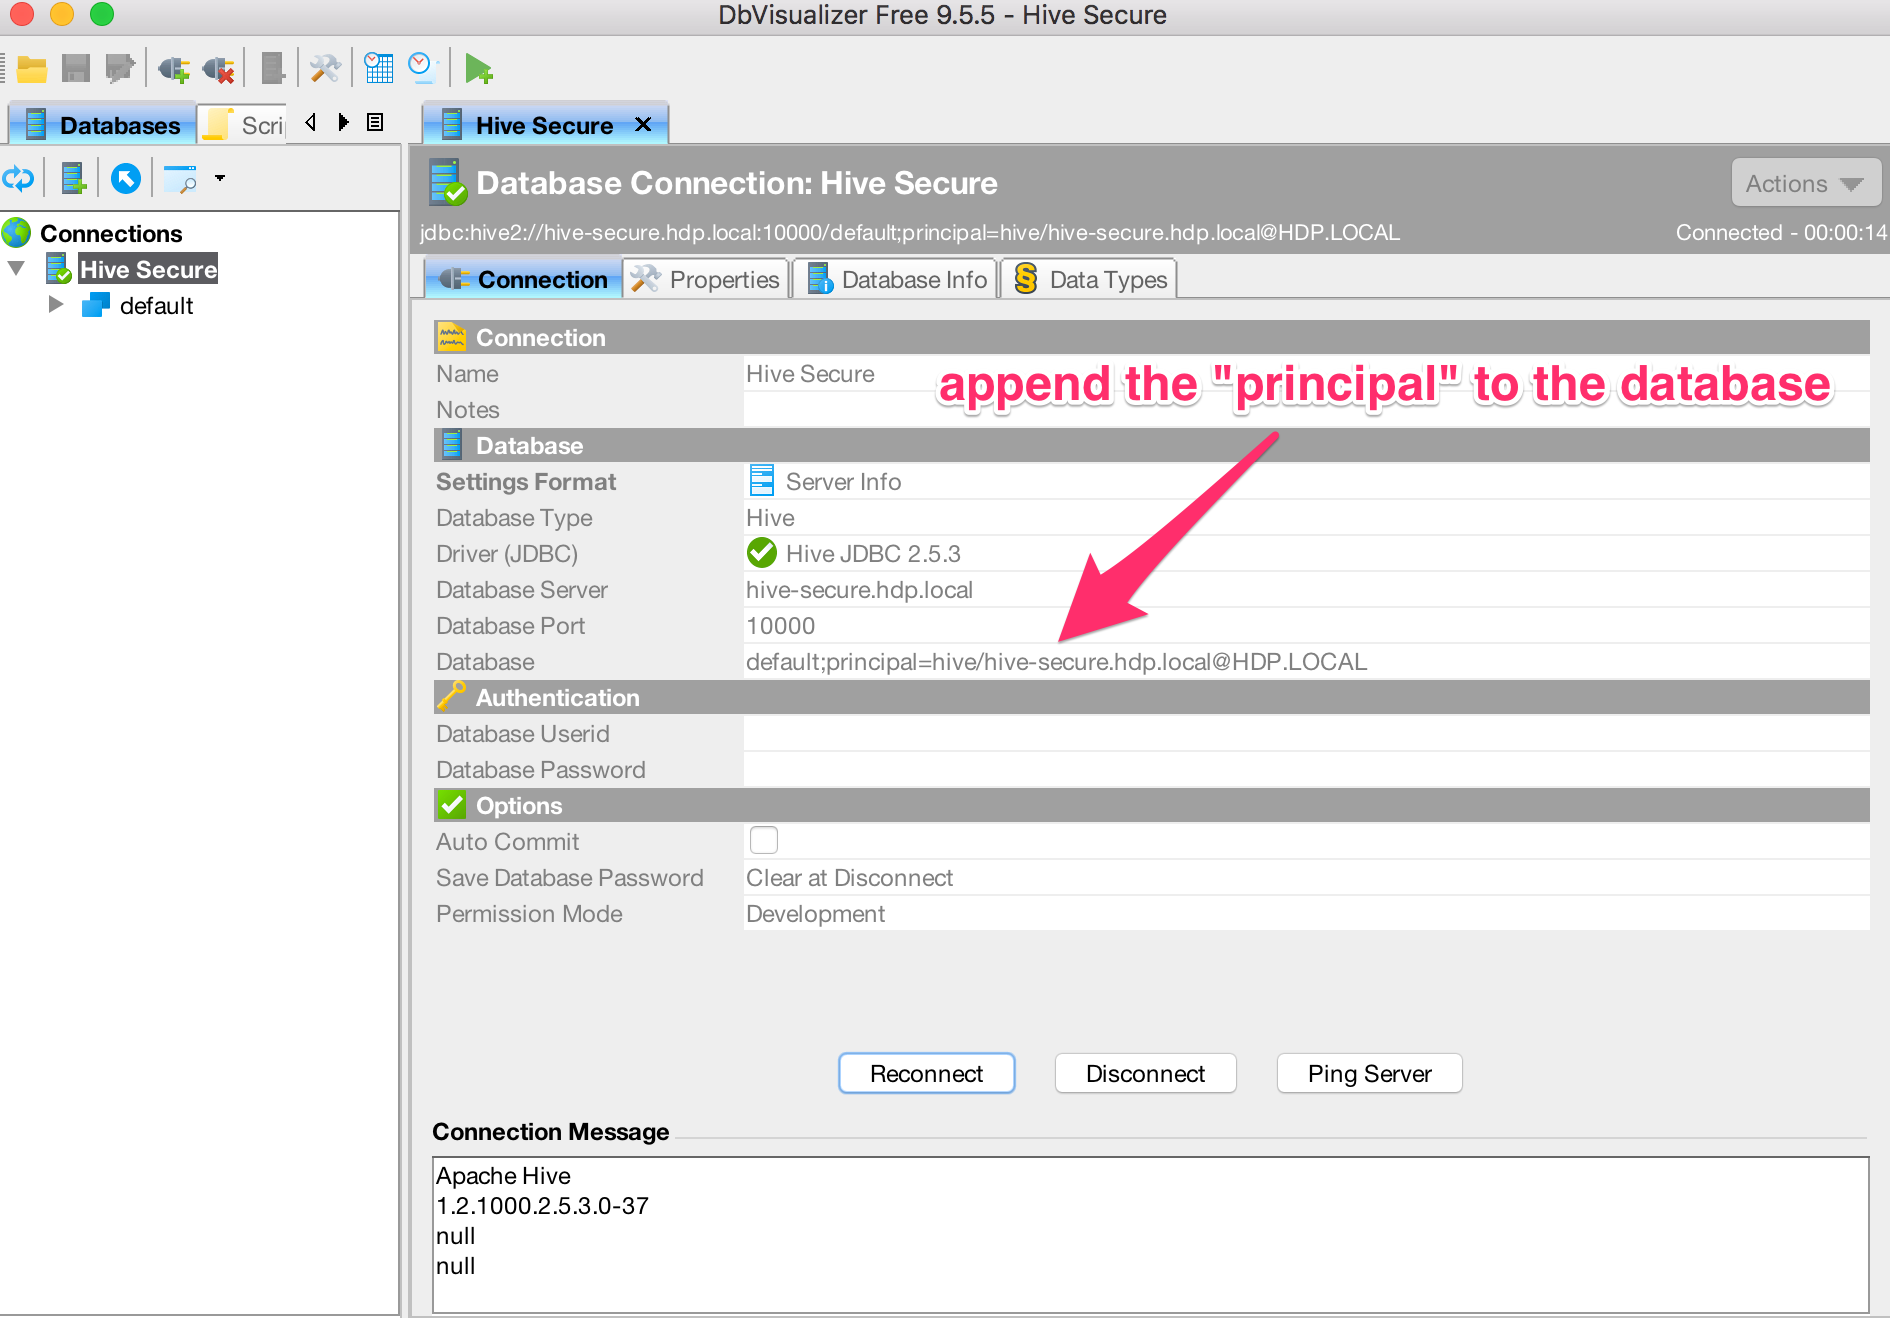 DbVisualizer Free 9.5.5 - Hive Secure
Databases
Scri
Hive Secure
Database Connection: Hive Secure
Actions
jdbc:hive2://hive-secure.hdp.local:10000/default;principal=hive/hive-secure.hdp.local@HDP.LOCAL
Connected - 00:00:14
Connections
Hive Secure
default
Connection
Properties
Database Info
Data Types
Connection
Name Hive Secure
append the "principal" to the database
Notes
Database
Settings Format Server Info
Database Type Hive
Driver (JDBC) Hive JDBC 2.5.3
Database Server hive-secure.hdp.local
Database Port 10000
Database default;principal=hive/hive-secure.hdp.local@HDP.LOCAL
Authentication
Database Userid
Database Password
Options
Auto Commit
Save Database Password Clear at Disconnect
Permission Mode Development
Reconnect
Disconnect
Ping Server
Connection Message
Apache Hive
1.2.1000.2.5.3.0-37
null
null